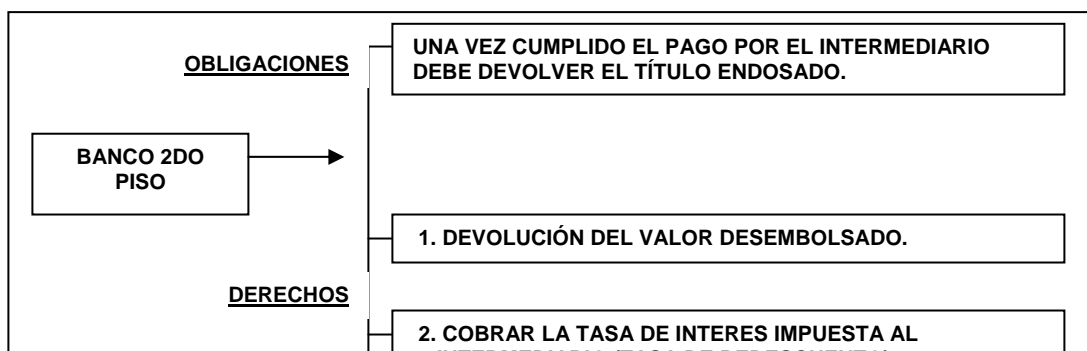 UNA VEZ CUMPLIDO EL PAGO POR EL INTERMEDIARIO
DEBE DEVOLVER EL TÍTULO ENDOSADO.
OBLIGACIONES
BANCO 2DO
PISO
1. DEVOLUCIÓN DEL VALOR DESEMBOLSADO.
DERECHOS
2. COBRAR LA TASA DE INTERES IMPUESTA AL